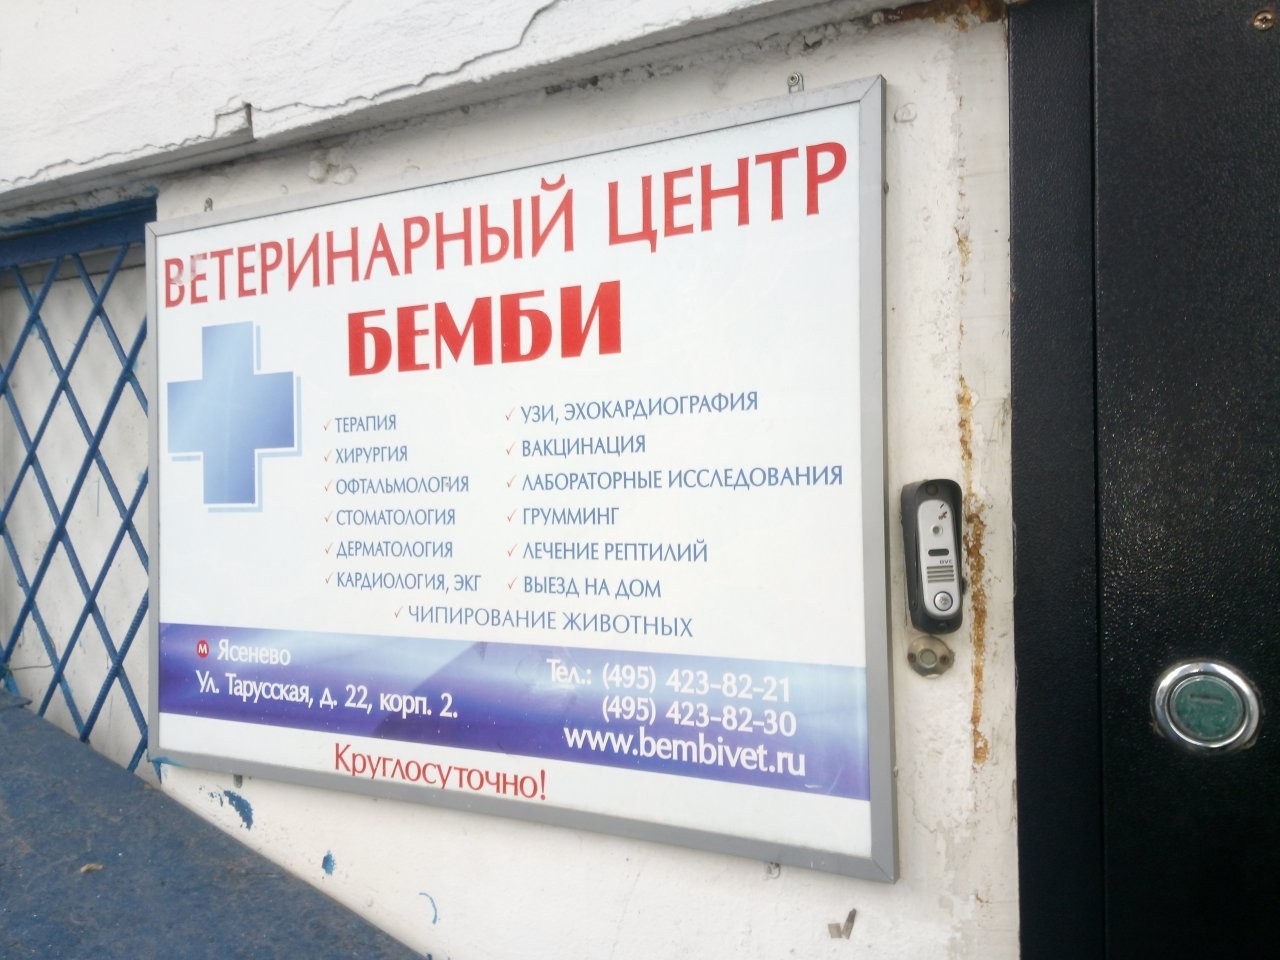 ВЕТЕРИНАРНЫЙ ЦЕНТР
БЕМБИ
ТЕРАПИЯ
ХИРУРГИЯ
ОФТАЛЬМОЛОГИЯ
СТОМАТОЛОГИЯ
ДЕРМАТОЛОГИЯ
КАРДИОЛОГИЯ, ЭКГ
УЗИ, ЭХОКАРДИОГРАФИЯ
ВАКЦИНАЦИЯ
ЛАБОРАТОРНЫЕ ИССЛЕДОВАНИЯ
ГРУММИНГ
ЛЕЧЕНИЕ РЕПТИЛИЙ
ВЫЕЗД НА ДОМ
ЧИПИРОВАНИЕ ЖИВОТНЫХ
М Ясенево
Ул. Тарусская, д. 22, корп. 2.
Тел.: (495) 423-82-21
(495) 423-82-30
www.bembivet.ru
Круглосуточно!